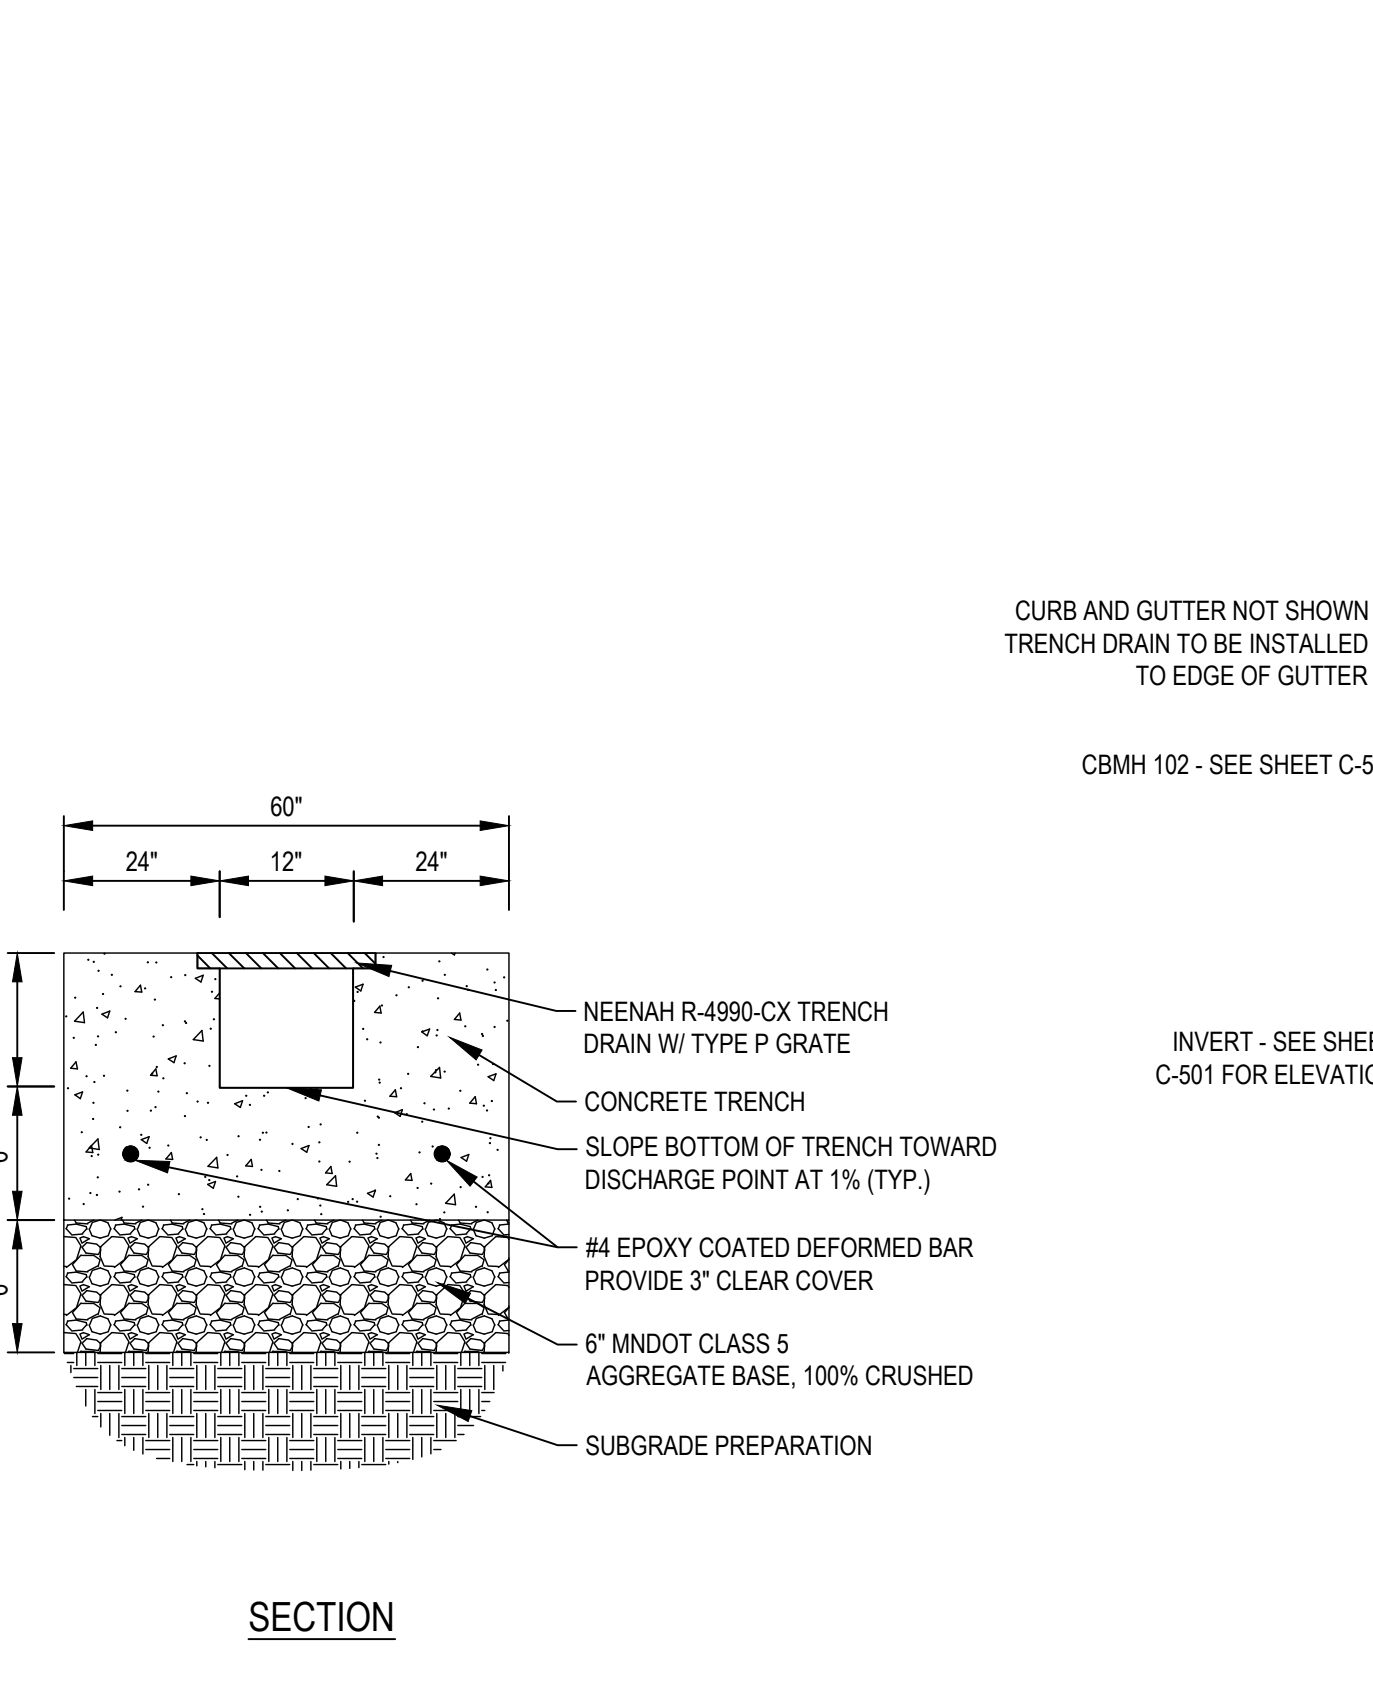 CURB AND GUTTER NOT SHOWN
TRENCH DRAIN TO BE INSTALLED
TO EDGE OF GUTTER
CBMH 102 - SEE SHEET C-5
60"
24" 12" 24"
NEENAH R-4990-CX TRENCH
DRAIN W/ TYPE P GRATE
INVERT - SEE
C-501 FOR
CONCRETE TRENCH
SLOPE BOTTOM OF TRENCH TOWARD
DISCHARGE POINT AT 1% (TYP.)
#4 EPOXY COATED DEFORMED BAR
PROVIDE 3" CLEAR COVER
6" MNDOT CLASS 5
AGGREGATE BASE, 100% CRUSHED
SUBGRADE PREPARATION
SECTION